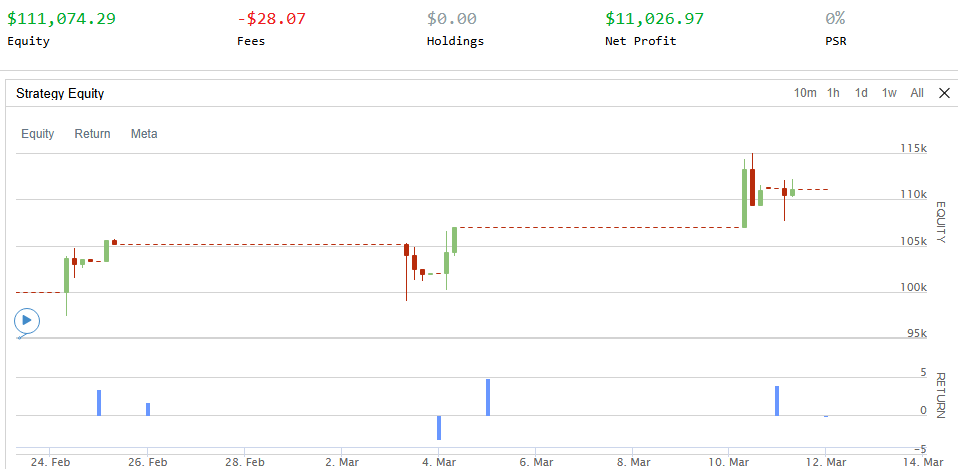 $111,074.29 -$28.07 $0.00 $11,026.97 0%
Equity Fees Holdings Net Profit PSR
Strategy Equity 10m 1h 1d 1w All
Equity Return Meta
115k
110k
EQUITY
105k
100k
95k
5
RETURN
0
-5
24. Feb 26. Feb 28. Feb 2. Mar 4. Mar 6. Mar 8. Mar 10. Mar 12. Mar 14. Mar